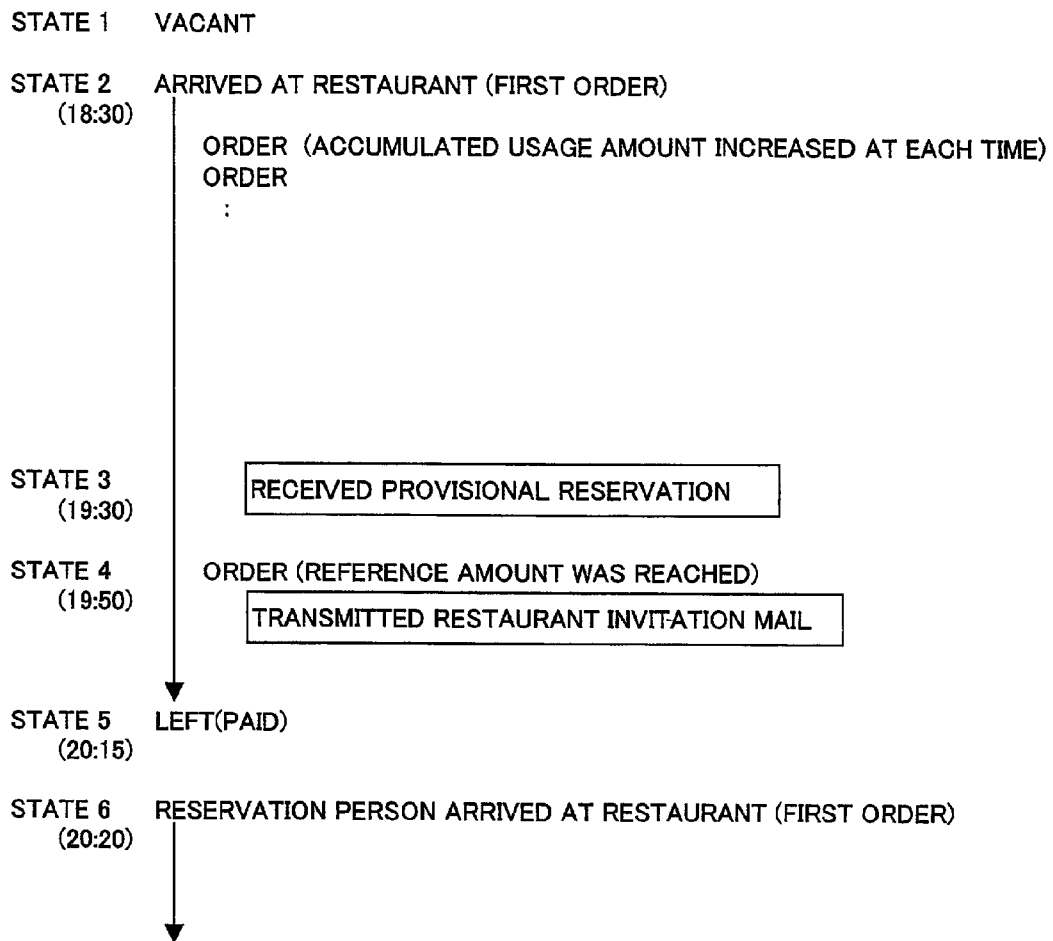 STATE 1 VACANT
STATE 2 ARRIVED AT RESTAURANT (FIRST ORDER)
(18:30)
ORDER (ACCUMULATED USAGE AMOUNT INCREASED AT EACH TIME)
ORDER
:
STATE 3 RECEIVED PROVISIONAL RESERVATION
(19:30)
STATE 4 ORDER (REFERENCE AMOUNT WAS REACHED)
(19:50) TRANSMITTED RESTAURANT INVITATION MAIL
STATE 5 LEFT(PAID)
(20:15)
STATE 6 RESERVATION PERSON ARRIVED AT RESTAURANT (FIRST ORDER)
(20:20)